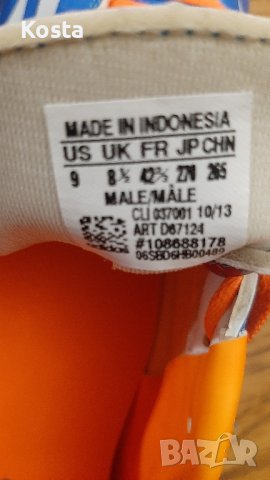 Kosta
MADE IN INDONESIA
US UK FR JP CHN
9 8½ 42⅔ 270 265
MALE/MÂLE
CLI 037001 10/13
ART D67124
#108688178
06SBD6HB00489
BAZAR